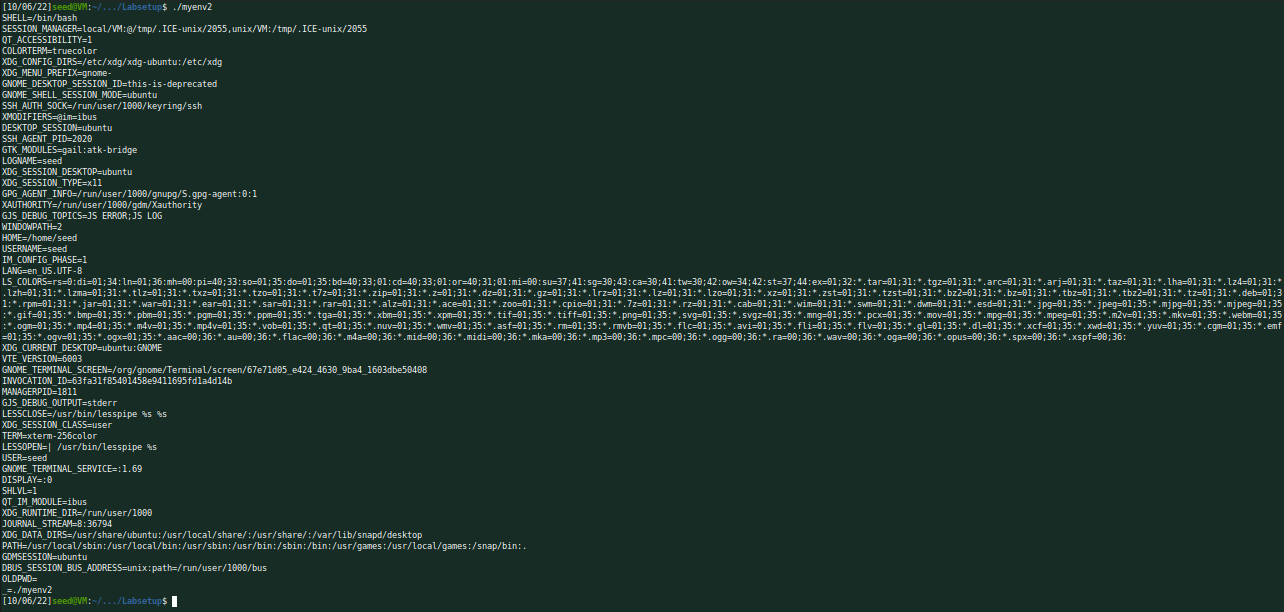 [10/06/22]seed@VM:~/.../Labsetup$ ./myenv2
SHELL=/bin/bash
SESSION_MANAGER=local/VM:@/tmp/.ICE-unix/2055,unix/VM:/tmp/.ICE-unix/2055
QT_ACCESSIBILITY=1
COLORTERM=truecolor
XDG_CONFIG_DIRS=/etc/xdg/xdg-ubuntu:/etc/xdg
XDG_MENU_PREFIX=gnome-
GNOME_DESKTOP_SESSION_ID=this-is-deprecated
GNOME_SHELL_SESSION_MODE=ubuntu
SSH_AUTH_SOCK=/run/user/1000/keyring/ssh
XMODIFIERS=@im=ibus
DESKTOP_SESSION=ubuntu
SSH_AGENT_PID=2020
GTK_MODULES=gail:atk-bridge
LOGNAME=seed
XDG_SESSION_DESKTOP=ubuntu
XDG_SESSION_TYPE=x11
GPG_AGENT_INFO=/run/user/1000/gnupg/S.gpg-agent:0:1
XAUTHORITY=/run/user/1000/gdm/Xauthority
GJS_DEBUG_TOPICS=JS ERROR;JS LOG
WINDOWPATH=2
HOME=/home/seed
USERNAME=seed
IM_CONFIG_PHASE=1
LANG=en_US.UTF-8
LS_COLORS=rs=0:di=01;34:ln=01;36:mh=00:pi=40;33:so=01;35:do=01;35:bd=40;33;01:cd=40;33;01:or=40;31;01:mi=00:su=37;41:sg=30;43:ca=30;41:tw=30;42:ow=34;42:st=37;44:ex=01;32:*.tar=01;31:*.tgz=01;31:*.arc=01;31:*.arj=01;31:*.taz=01;31:*.lha=01;31:*.lz4=01;31:*
.lzh=01;31:*.lzma=01;31:*.tlz=01;31:*.txz=01;31:*.tzo=01;31:*.t7z=01;31:*.zip=01;31:*.z=01;31:*.dz=01;31:*.gz=01;31:*.lrz=01;31:*.lz=01;31:*.lzo=01;31:*.xz=01;31:*.zst=01;31:*.tzst=01;31:*.bz2=01;31:*.bz=01;31:*.tbz=01;31:*.tbz2=01;31:*.tz=01;31:*.deb=01;3
1:*.rpm=01;31:*.jar=01;31:*.war=01;31:*.ear=01;31:*.sar=01;31:*.rar=01;31:*.alz=01;31:*.ace=01;31:*.zoo=01;31:*.cpio=01;31:*.7z=01;31:*.rz=01;31:*.cab=01;31:*.wim=01;31:*.swm=01;31:*.dwm=01;31:*.esd=01;31:*.jpg=01;35:*.jpeg=01;35:*.mjpg=01;35:*.mjpeg=01;35
:*.gif=01;35:*.bmp=01;35:*.pbm=01;35:*.pgm=01;35:*.ppm=01;35:*.tga=01;35:*.xbm=01;35:*.xpm=01;35:*.tif=01;35:*.tiff=01;35:*.png=01;35:*.svg=01;35:*.svgz=01;35:*.mng=01;35:*.pcx=01;35:*.mov=01;35:*.mpg=01;35:*.mpeg=01;35:*.m2v=01;35:*.mkv=01;35:*.webm=01;35
:*.ogm=01;35:*.mp4=01;35:*.m4v=01;35:*.mp4v=01;35:*.vob=01;35:*.qt=01;35:*.nuv=01;35:*.wmv=01;35:*.asf=01;35:*.rm=01;35:*.rmvb=01;35:*.flc=01;35:*.avi=01;35:*.fli=01;35:*.flv=01;35:*.gl=01;35:*.dl=01;35:*.xcf=01;35:*.xwd=01;35:*.yuv=01;35:*.cgm=01;35:*.emf
=01;35:*.ogv=01;35:*.ogx=01;35:*.aac=00;36:*.au=00;36:*.flac=00;36:*.m4a=00;36:*.mid=00;36:*.midi=00;36:*.mka=00;36:*.mp3=00;36:*.mpc=00;36:*.ogg=00;36:*.ra=00;36:*.wav=00;36:*.oga=00;36:*.opus=00;36:*.spx=00;36:*.xspf=00;36:
XDG_CURRENT_DESKTOP=ubuntu:GNOME
VTE_VERSION=6003
GNOME_TERMINAL_SCREEN=/org/gnome/Terminal/screen/67e71d05_e424_4630_9ba4_1603dbe50408
INVOCATION_ID=63fa31f85401458e9411695fd1a4d14b
MANAGERPID=1811
GJS_DEBUG_OUTPUT=stderr
LESSCLOSE=/usr/bin/lesspipe %s %s
XDG_SESSION_CLASS=user
TERM=xterm-256color
LESSOPEN=| /usr/bin/lesspipe %s
USER=seed
GNOME_TERMINAL_SERVICE=:1.69
DISPLAY=:0
SHLVL=1
QT_IM_MODULE=ibus
XDG_RUNTIME_DIR=/run/user/1000
JOURNAL_STREAM=8:36794
XDG_DATA_DIRS=/usr/share/ubuntu:/usr/local/share/:/usr/share/:/var/lib/snapd/desktop
PATH=/usr/local/sbin:/usr/local/bin:/usr/sbin:/usr/bin:/sbin:/bin:/usr/games:/usr/local/games:/snap/bin:.
GDMSESSION=ubuntu
DBUS_SESSION_BUS_ADDRESS=unix:path=/run/user/1000/bus
OLDPWD=
_=./myenv2
[10/06/22]seed@VM:~/.../Labsetup$